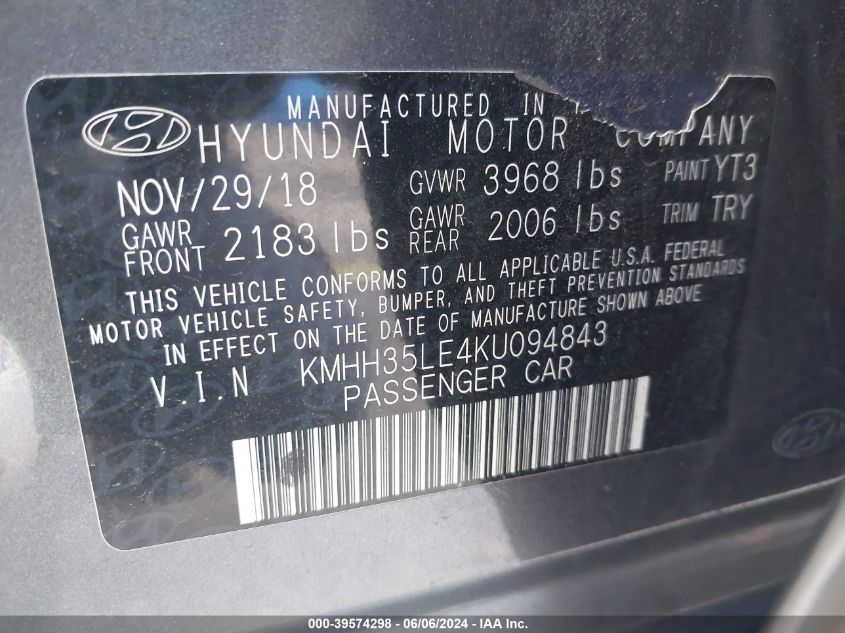 MANUFACTURED IN
HYUNDAI MOTOR COMPANY
NOV/29/18 GVWR 3968 lbs PAINT YT3
GAWR FRONT 2183 lbs GAWR REAR 2006 lbs TRIM TRY
THIS VEHICLE CONFORMS TO ALL APPLICABLE U.S.A. FEDERAL
MOTOR VEHICLE SAFETY, BUMPER, AND THEFT PREVENTION STANDARDS
IN EFFECT ON THE DATE OF MANUFACTURE SHOWN ABOVE
V.I.N KMHH35LE4KU094843
PASSENGER CAR
000-39574298 - 06/06/2024 - IAA Inc.